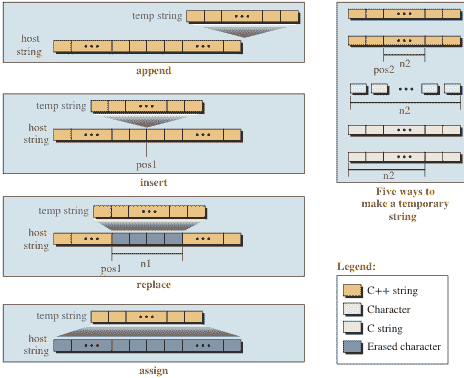 temp string
host
string
append
temp string
host
string
pos1
insert
temp string
host
string
pos1
n1
replace
temp string
host
string
assign
pos2
n2
n2
n2
Five ways to
make a temporary
string
Legend:
C++ string
Character
C string
Erased character